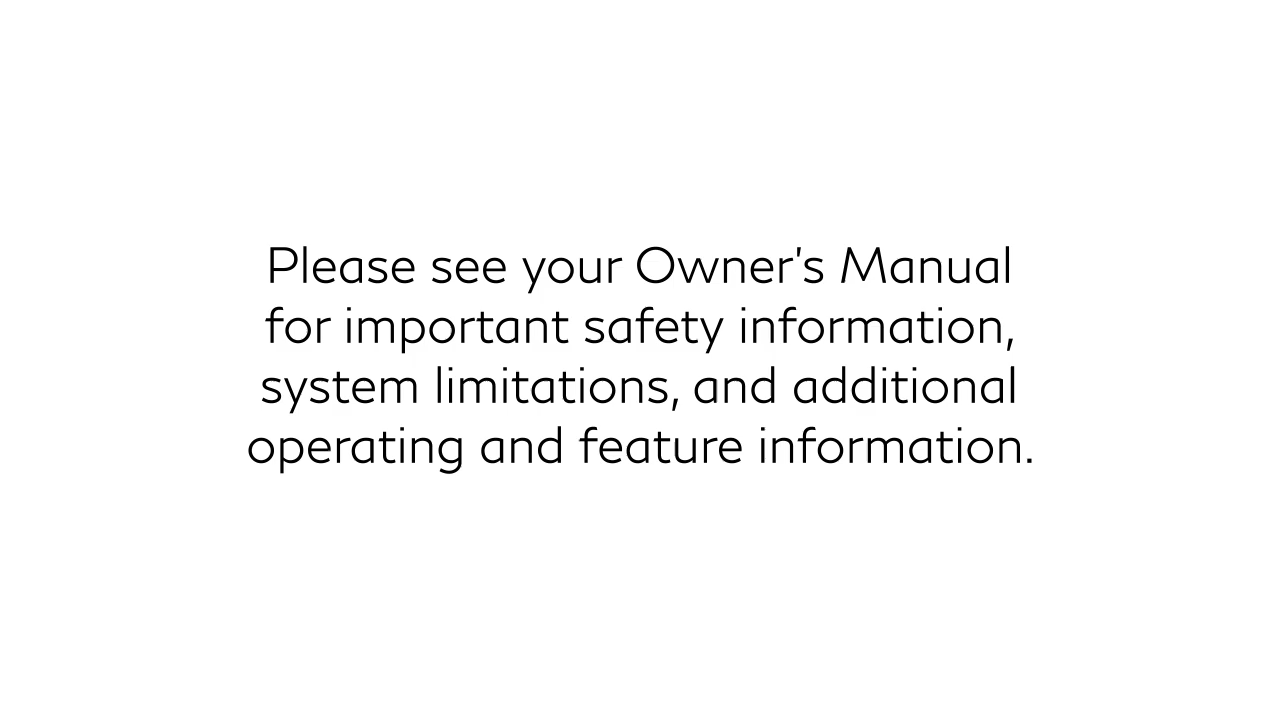 Please see your Owner's Manual
for important safety information,
system limitations, and additional
operating and feature information.